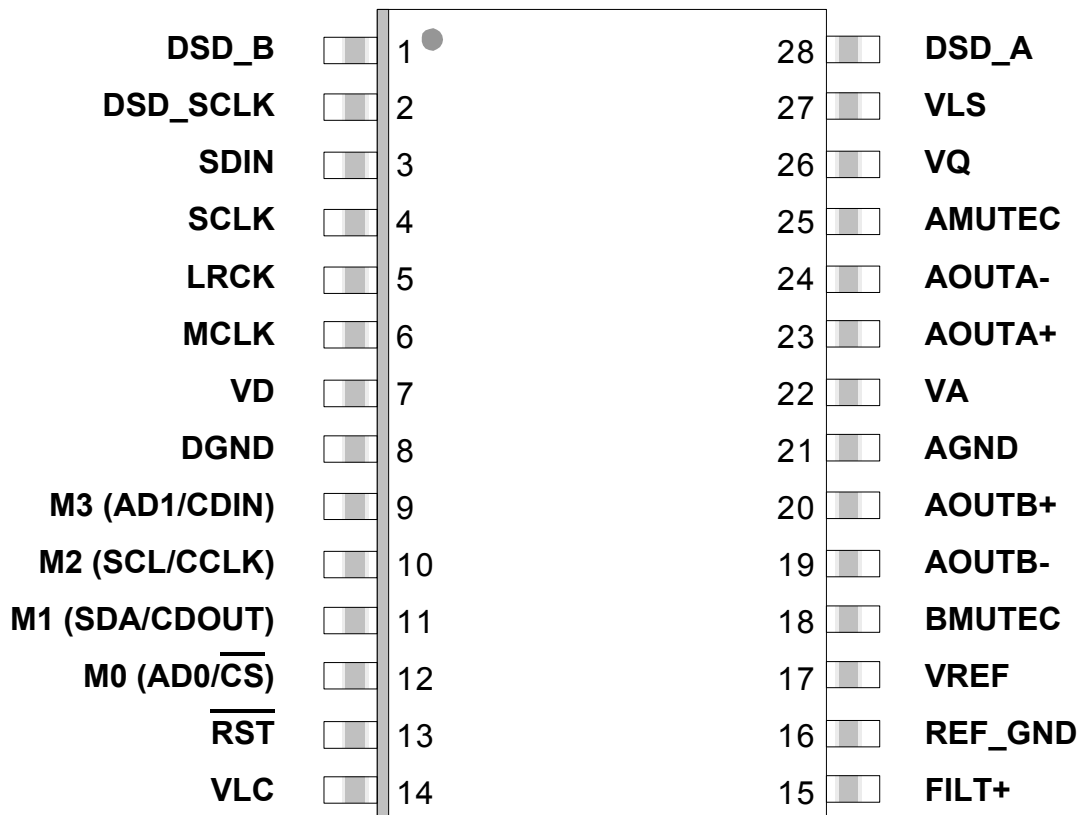 DSD_B 1 28 DSD_A
DSD_SCLK 2 27 VLS
SDIN 3 26 VQ
SCLK 4 25 AMUTEC
LRCK 5 24 AOUTA-
MCLK 6 23 AOUTA+
VD 7 22 VA
DGND 8 21 AGND
M3 (AD1/CDIN) 9 20 AOUTB+
M2 (SCL/CCLK) 10 19 AOUTB-
M1 (SDA/CDOUT) 11 18 BMUTEC
M0 (AD0/C̅S̅) 12 17 VREF
R̅S̅T̅ 13 16 REF_GND
VLC 14 15 FILT+